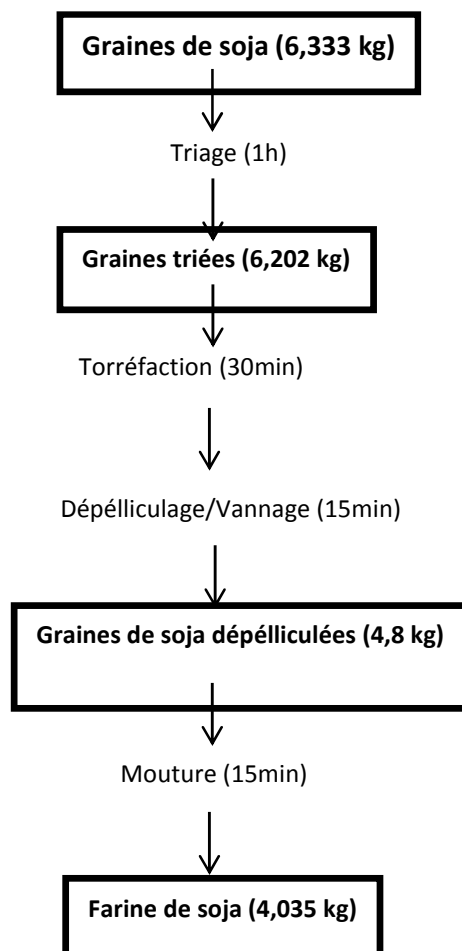 Graines de soja (6,333 kg)
Triage (1h)
Graines triées (6,202 kg)
Torréfaction (30min)
Dépélliculage/Vannage (15min)
Graines de soja dépélliculées (4,8 kg)
Mouture (15min)
Farine de soja (4,035 kg)